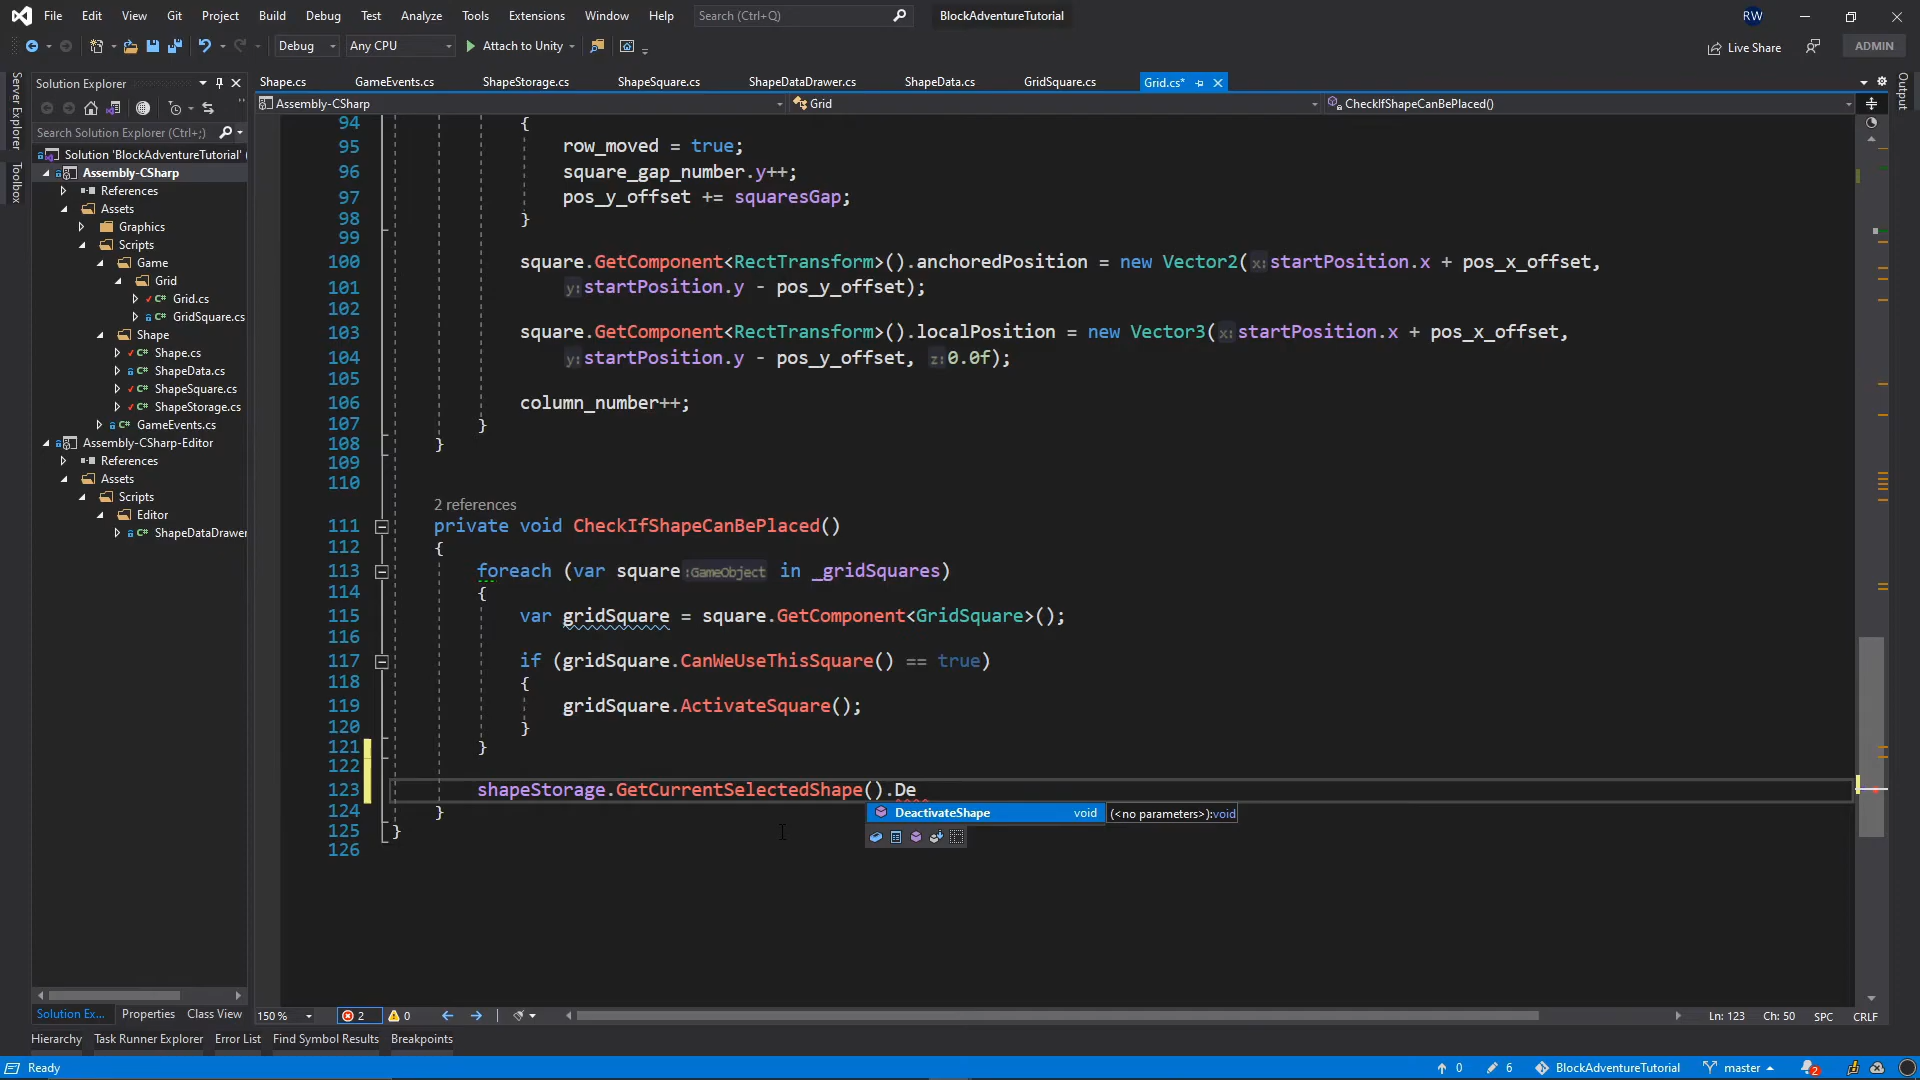 File Edit View Git Project Build Debug Test Analyze Tools Extensions Window Help Search (Ctrl+Q) BlockAdventureTutorial RW
Debug Any CPU Attach to Unity Live Share ADMIN
Solution Explorer
Shape.cs GameEvents.cs ShapeStorage.cs ShapeSquare.cs ShapeDataDrawer.cs ShapeData.cs GridSquare.cs Grid.cs*
Assembly-CSharp Grid CheckIfShapeCanBePlaced()
Server Explorer
Toolbox
Output
Search Solution Explorer (Ctrl+;)
Solution 'BlockAdventureTutorial' (
Assembly-CSharp
References
Assets
Graphics
Scripts
Game
Grid
Grid.cs
GridSquare.cs
Shape
Shape.cs
ShapeData.cs
ShapeSquare.cs
ShapeStorage.cs
GameEvents.cs
Assembly-CSharp-Editor
References
Assets
Scripts
Editor
ShapeDataDrawer
94 {
95 row_moved = true;
96 square_gap_number.y++;
97 pos_y_offset += squaresGap;
98 }
99
100 square.GetComponent<RectTransform>().anchoredPosition = new Vector2(x:startPosition.x + pos_x_offset,
101 y:startPosition.y - pos_y_offset);
102
103 square.GetComponent<RectTransform>().localPosition = new Vector3(x:startPosition.x + pos_x_offset,
104 y:startPosition.y - pos_y_offset, z:0.0f);
105
106 column_number++;
107 }
108 }
109
110
2 references
111 private void CheckIfShapeCanBePlaced()
112 {
113 foreach (var square:GameObject in _gridSquares)
114 {
115 var gridSquare = square.GetComponent<GridSquare>();
116
117 if (gridSquare.CanWeUseThisSquare() == true)
118 {
119 gridSquare.ActivateSquare();
120 }
121 }
122
123 shapeStorage.GetCurrentSelectedShape().De
DeactivateShape void (<no parameters>):void
124 }
125 }
126
Solution Ex... Properties Class View 150 % 2 0 Ln: 123 Ch: 50 SPC CRLF
Hierarchy Task Runner Explorer Error List Find Symbol Results Breakpoints
Ready 0 6 BlockAdventureTutorial master 2